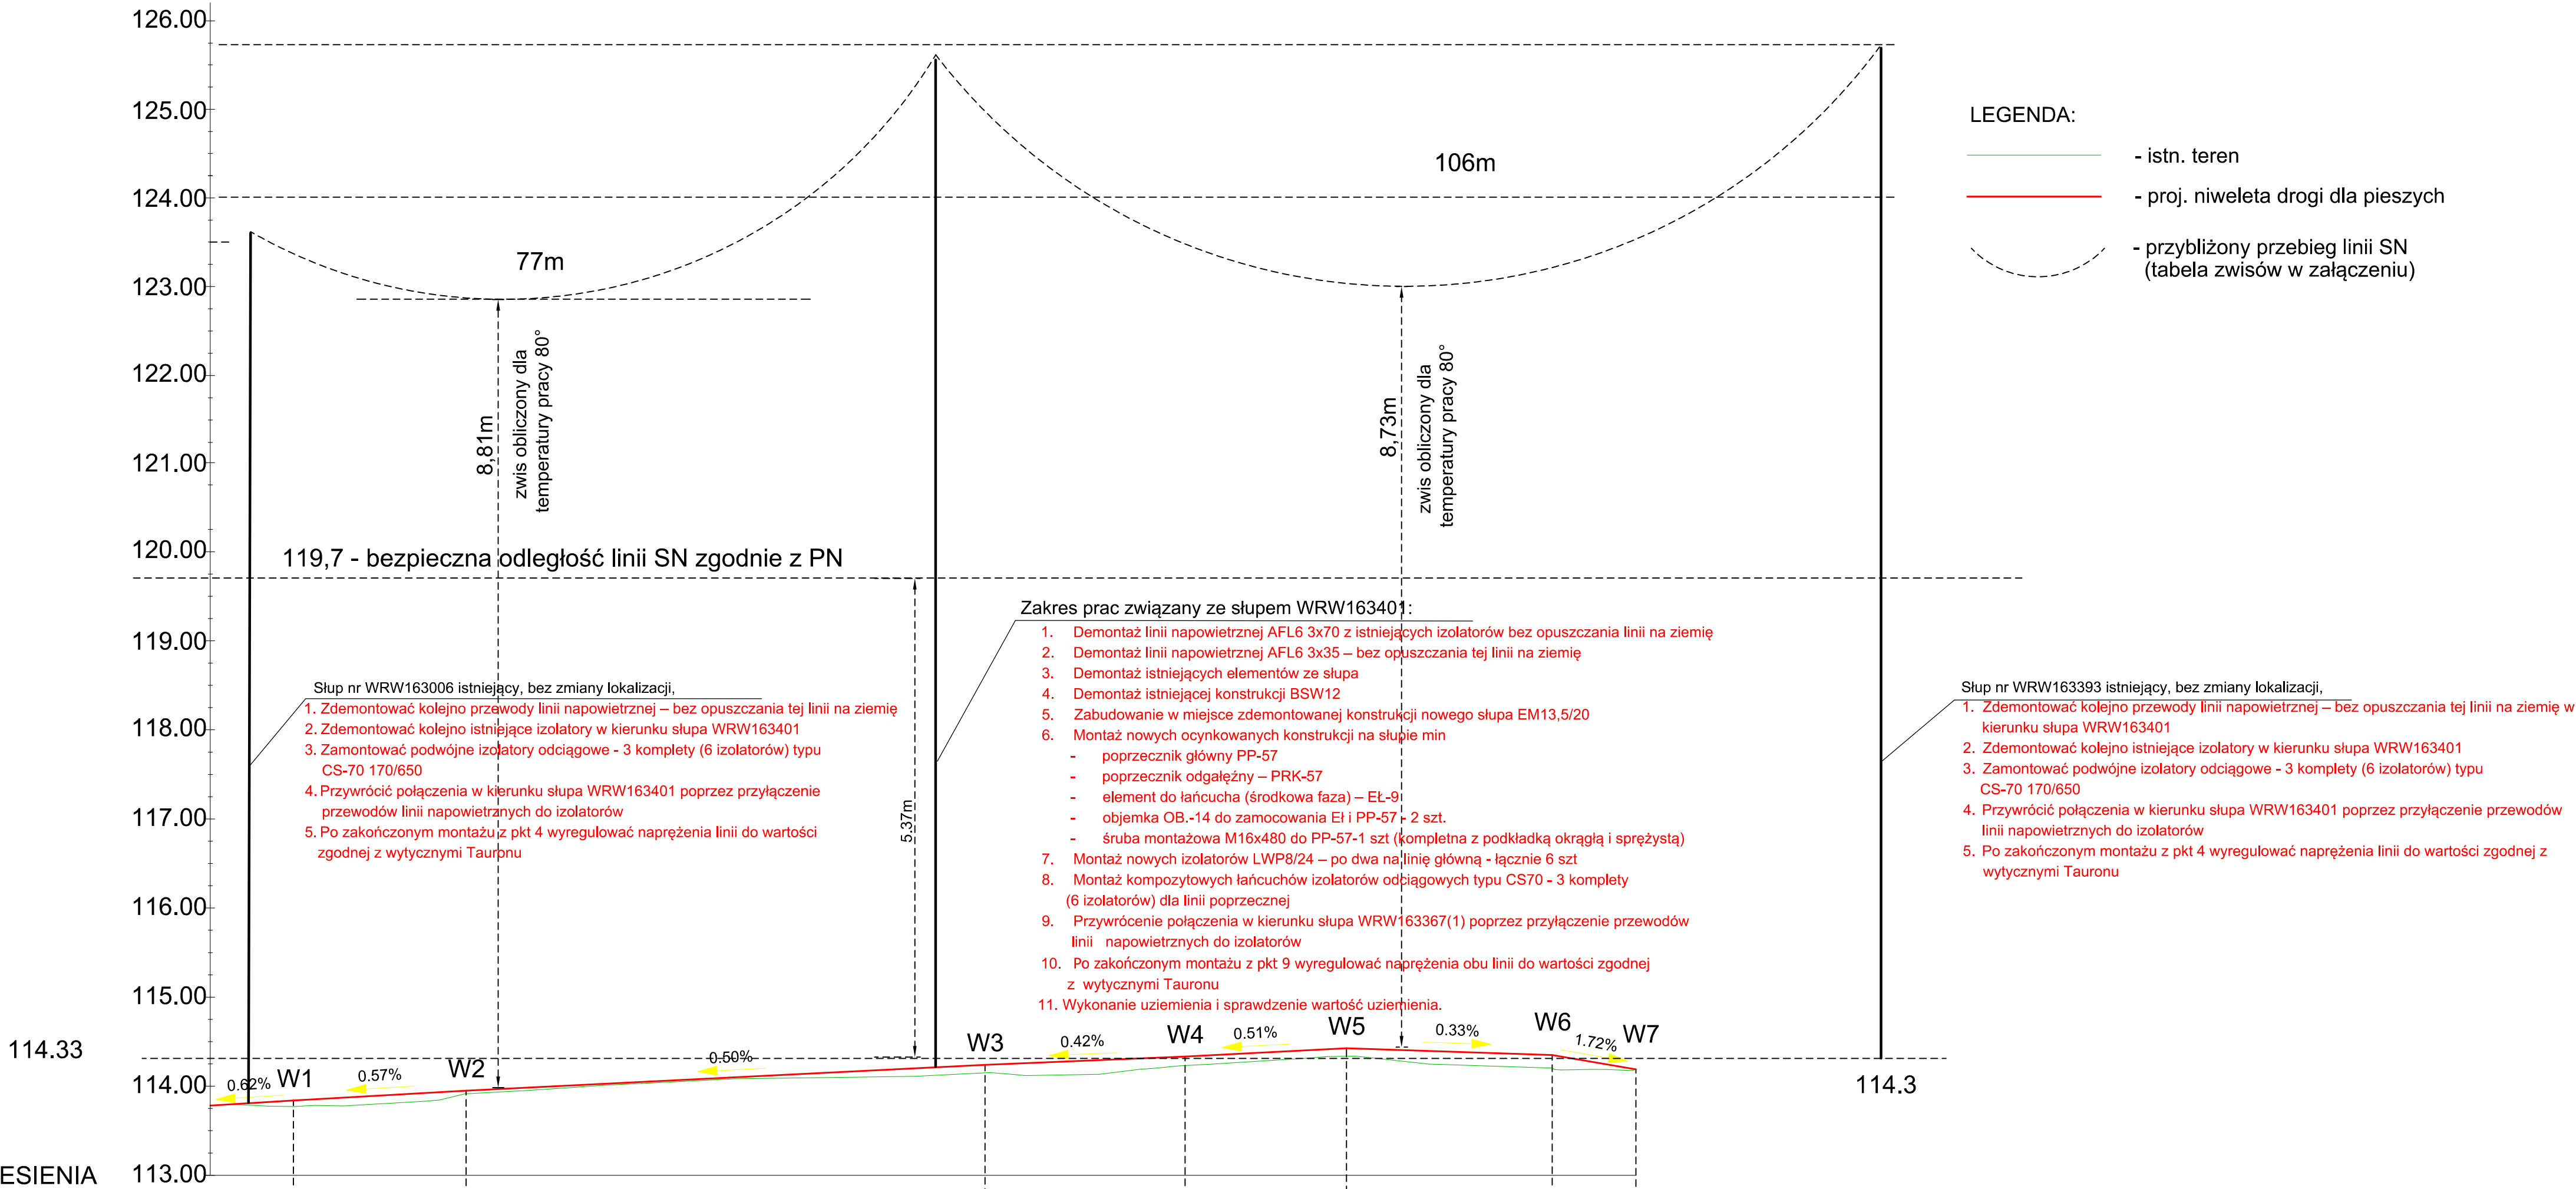 126.00
125.00
124.00
123.00
122.00
121.00
120.00
119.00
118.00
117.00
116.00
115.00
114.33
114.00
ESIENIA
113.00
77m
106m
8,81m
zwis obliczony dla
temperatury pracy 80°
8,73m
zwis obliczony dla
temperatury pracy 80°
LEGENDA:
- istn. teren
- proj. niweleta drogi dla pieszych
- przybliżony przebieg linii SN
(tabela zwisów w załączeniu)
119,7 - bezpieczna odległość linii SN zgodnie z PN
5.37m
Słup nr WRW163006 istniejący, bez zmiany lokalizacji,
1. Zdemontować kolejno przewody linii napowietrznej – bez opuszczania tej linii na ziemię
2. Zdemontować kolejno istniejące izolatory w kierunku słupa WRW163401
3. Zamontować podwójne izolatory odciągowe - 3 komplety (6 izolatorów) typu
CS-70 170/650
4. Przywrócić połączenia w kierunku słupa WRW163401 poprzez przyłączenie
przewodów linii napowietrznych do izolatorów
5. Po zakończonym montażu z pkt 4 wyregulować naprężenia linii do wartości
zgodnej z wytycznymi Tauronu
Zakres prac związany ze słupem WRW163401:
1. Demontaż linii napowietrznej AFL6 3x70 z istniejących izolatorów bez opuszczania linii na ziemię
2. Demontaż linii napowietrznej AFL6 3x35 – bez opuszczania tej linii na ziemię
3. Demontaż istniejących elementów ze słupa
4. Demontaż istniejącej konstrukcji BSW12
5. Zabudowanie w miejsce zdemontowanej konstrukcji nowego słupa EM13,5/20
6. Montaż nowych ocynkowanych konstrukcji na słupie min
- poprzecznik główny PP-57
- poprzecznik odgałęźny – PRK-57
- element do łańcucha (środkowa faza) – EŁ-9
- objemka OB.-14 do zamocowania Eł i PP-57 - 2 szt.
- śruba montażowa M16x480 do PP-57-1 szt (kompletna z podkładką okrągłą i sprężystą)
7. Montaż nowych izolatorów LWP8/24 – po dwa na linię główną - łącznie 6 szt
8. Montaż kompozytowych łańcuchów izolatorów odciągowych typu CS70 - 3 komplety
(6 izolatorów) dla linii poprzecznej
9. Przywrócenie połączenia w kierunku słupa WRW163367(1) poprzez przyłączenie przewodów
linii napowietrznych do izolatorów
10. Po zakończonym montażu z pkt 9 wyregulować naprężenia obu linii do wartości zgodnej
z wytycznymi Tauronu
11. Wykonanie uziemienia i sprawdzenie wartość uziemienia.
Słup nr WRW163393 istniejący, bez zmiany lokalizacji,
1. Zdemontować kolejno przewody linii napowietrznej – bez opuszczania tej linii na ziemię w
kierunku słupa WRW163401
2. Zdemontować kolejno istniejące izolatory w kierunku słupa WRW163401
3. Zamontować podwójne izolatory odciągowe - 3 komplety (6 izolatorów) typu
CS-70 170/650
4. Przywrócić połączenia w kierunku słupa WRW163401 poprzez przyłączenie przewodów
linii napowietrznych do izolatorów
5. Po zakończonym montażu z pkt 4 wyregulować naprężenia linii do wartości zgodnej z
wytycznymi Tauronu
0.62% W1 0.57% W2 0.50% W3 0.42% W4 0.51% W5 0.33% W6 1.72% W7
114.3